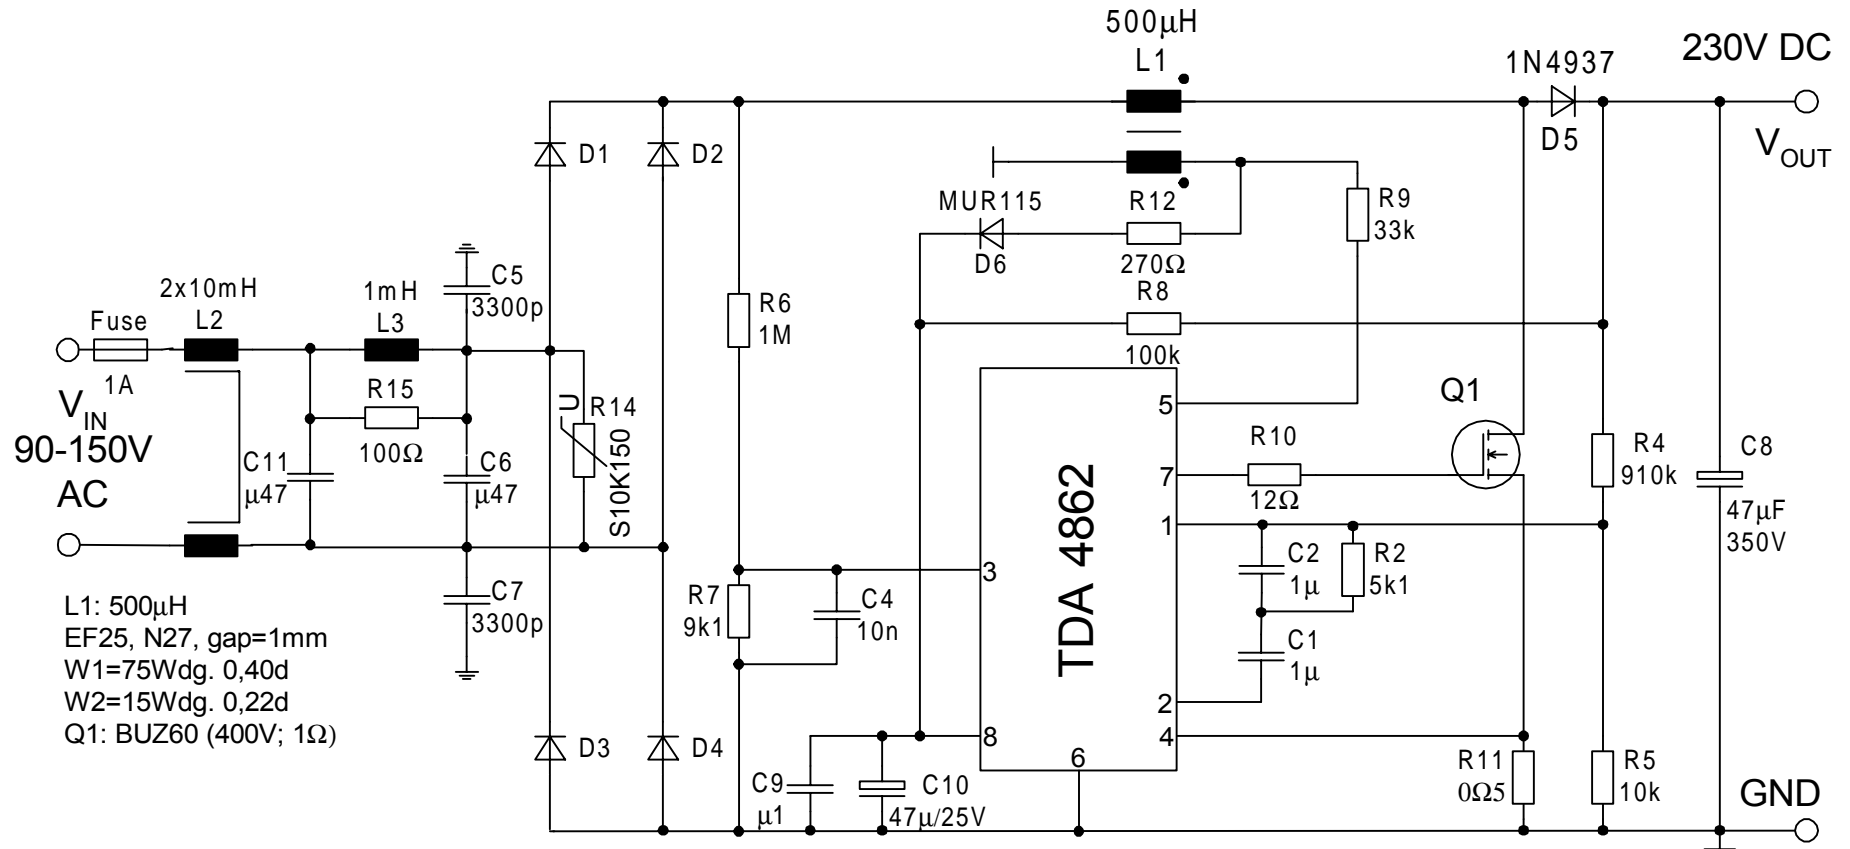 500µH
L1
1N4937
230V DC
D5
V OUT
D1
D2
MUR115
R12
R9
33k
D6
270Ω
2x10mH
1mH
C5
3300p
R6
1M
R8
100k
Fuse
L2
L3
1A
R15
100Ω
V IN
90-150V
AC
U
R14
S10K150
5
Q1
R10
7
12Ω
R4
910k
C8
47µF
350V
C11
µ47
C6
µ47
TDA 4862
1
C2
1µ
R2
5k1
3
R7
9k1
C4
10n
C7
3300p
C1
1µ
2
L1: 500µH
EF25, N27, gap=1mm
W1=75Wdg. 0,40d
W2=15Wdg. 0,22d
Q1: BUZ60 (400V; 1Ω)
D3
D4
8
4
6
C9
µ1
C10
47µ/25V
R11
0Ω5
R5
10k
GND